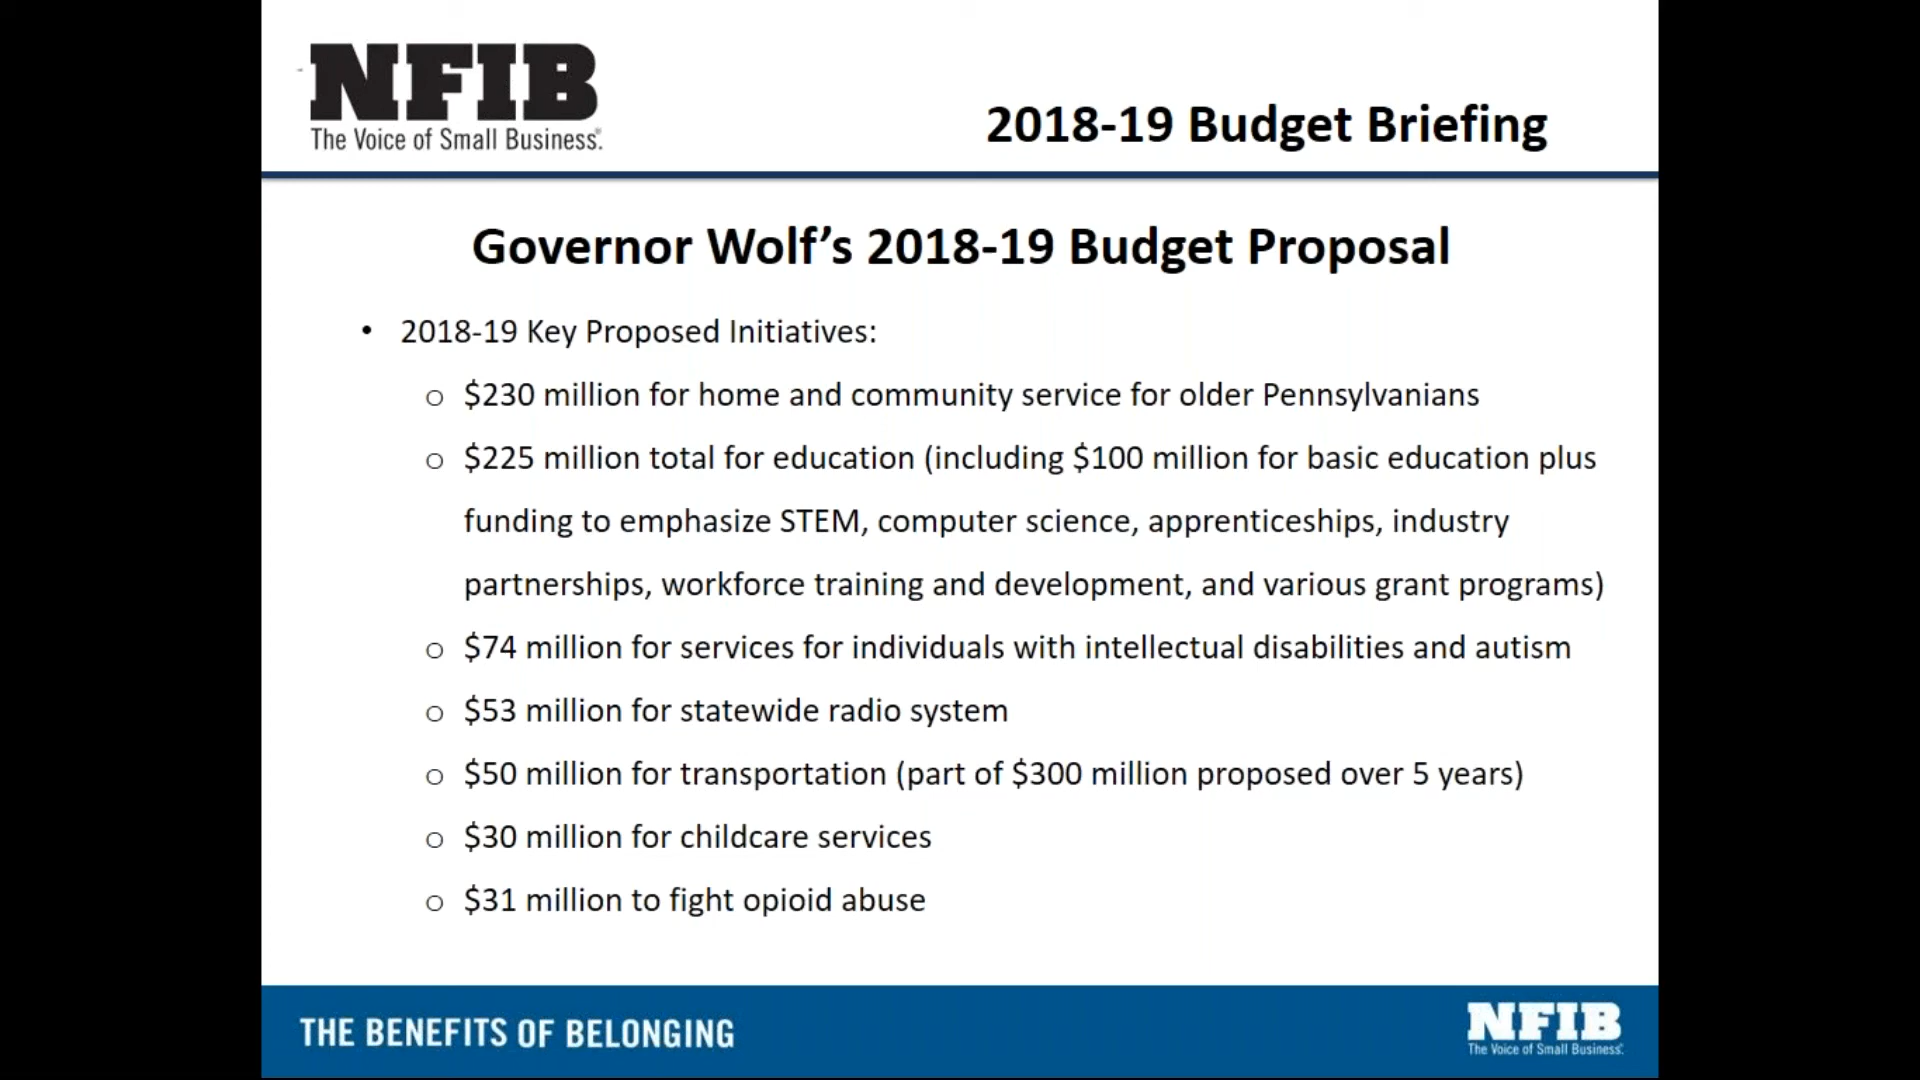 NFIB
The Voice of Small Business®.
2018-19 Budget Briefing
Governor Wolf’s 2018-19 Budget Proposal
• 2018-19 Key Proposed Initiatives:
o $230 million for home and community service for older Pennsylvanians
o $225 million total for education (including $100 million for basic education plus
funding to emphasize STEM, computer science, apprenticeships, industry
partnerships, workforce training and development, and various grant programs)
o $74 million for services for individuals with intellectual disabilities and autism
o $53 million for statewide radio system
o $50 million for transportation (part of $300 million proposed over 5 years)
o $30 million for childcare services
o $31 million to fight opioid abuse
THE BENEFITS OF BELONGING
NFIB
The Voice of Small Business®.